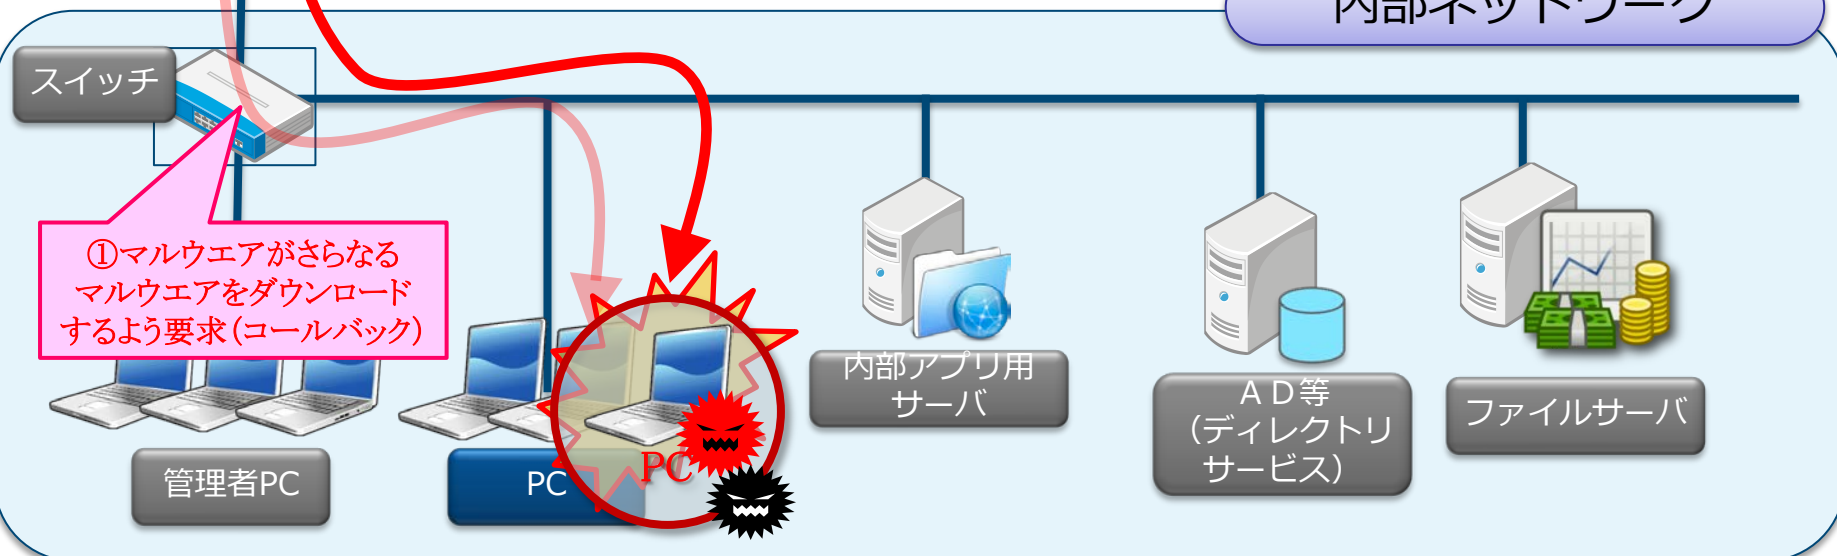 内部ネットワーク
スイッチ
①マルウエアがさらなる
マルウエアをダウンロード
するよう要求（コールバック）
管理者PC
PC
PC
内部アプリ用
サーバ
ＡＤ等
（ディレクトリ
サービス）
ファイルサーバ